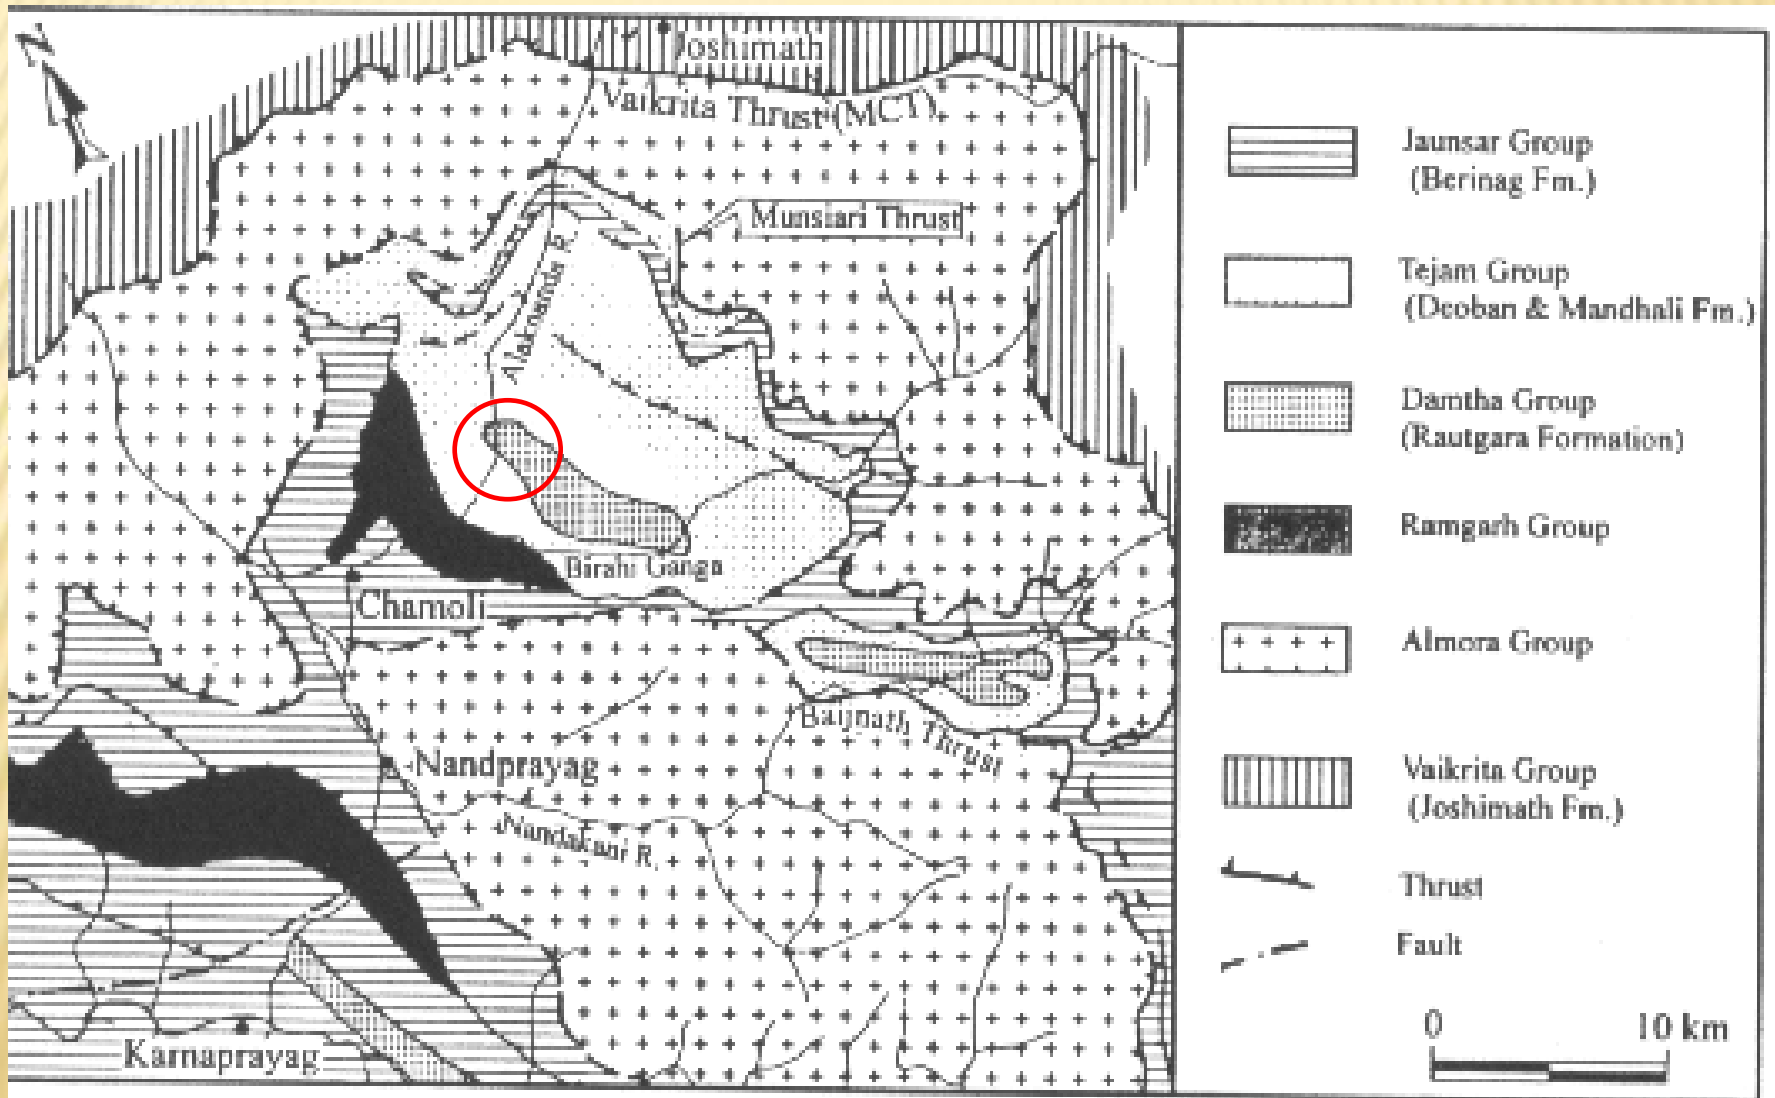 N
Joshimath
Vaikrita Thrust (MCT)
Munsiari Thrust
Alaknanda R.
Birahi Ganga
Chamoli
Baijnath Thrust
Nandprayag
Nandakani R.
Karnaprayag
Jaunsar Group
(Berinag Fm.)
Tejam Group
(Deoban & Mandhali Fm.)
Damtha Group
(Rautgara Formation)
Ramgarh Group
Almora Group
Vaikrita Group
(Joshimath Fm.)
Thrust
Fault
0 10 km